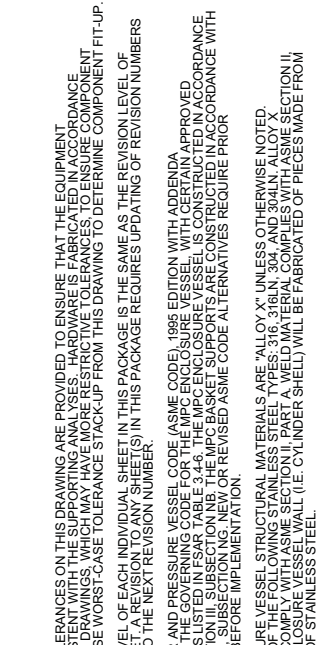 ERANCES ON THIS DRAWING ARE PROVIDED TO ENSURE THAT THE EQUIPMENT
STENT WITH THE SUPPORTING ANALYSES. HARDWARE IS FABRICATED IN ACCORDANCE
DRAWINGS, WHICH MAY HAVE MORE RESTRICTIVE TOLERANCES, TO ENSURE COMPONENT
SE WORST-CASE TOLERANCE STACK-UP FROM THIS DRAWING TO DETERMINE COMPONENT FIT-UP.
VEL OF EACH INDIVIDUAL SHEET IN THIS PACKAGE IS THE SAME AS THE REVISION LEVEL OF
ET. A REVISION TO ANY SHEET(S) IN THIS PACKAGE REQUIRES UPDATING OF REVISION NUMBERS
O THE NEXT REVISION NUMBER.
AND PRESSURE VESSEL CODE (ASME CODE), 1995 EDITION WITH ADDENDA
THE GOVERNING CODE FOR THE MPC ENCLOSURE VESSEL, WITH CERTAIN APPROVED
S LISTED IN FSAR TABLE 3.4-6. THE MPC ENCLOSURE VESSEL IS CONSTRUCTED IN ACCORDANCE
TION III, SUBSECTION NB. THE MPC BASKET SUPPORTS ARE CONSTRUCTED IN ACCORDANCE WITH
SUBSECTION NG. NEW OR REVISED ASME CODE ALTERNATIVES REQUIRE PRIOR
BEFORE IMPLEMENTATION.
URE VESSEL STRUCTURAL MATERIALS ARE "ALLOY X" UNLESS OTHERWISE NOTED.
OF THE FOLLOWING STAINLESS STEEL TYPES: 316, 316LN, 304, AND 304LN. ALLOY X
COMPLY WITH ASME SECTION II, PART A. WELD MATERIAL COMPLIES WITH ASME SECTION II,
LOSURE VESSEL WALL (I.E. CYLINDER SHELL) WILL BE FABRICATED OF PIECES MADE FROM
OF STAINLESS STEEL.